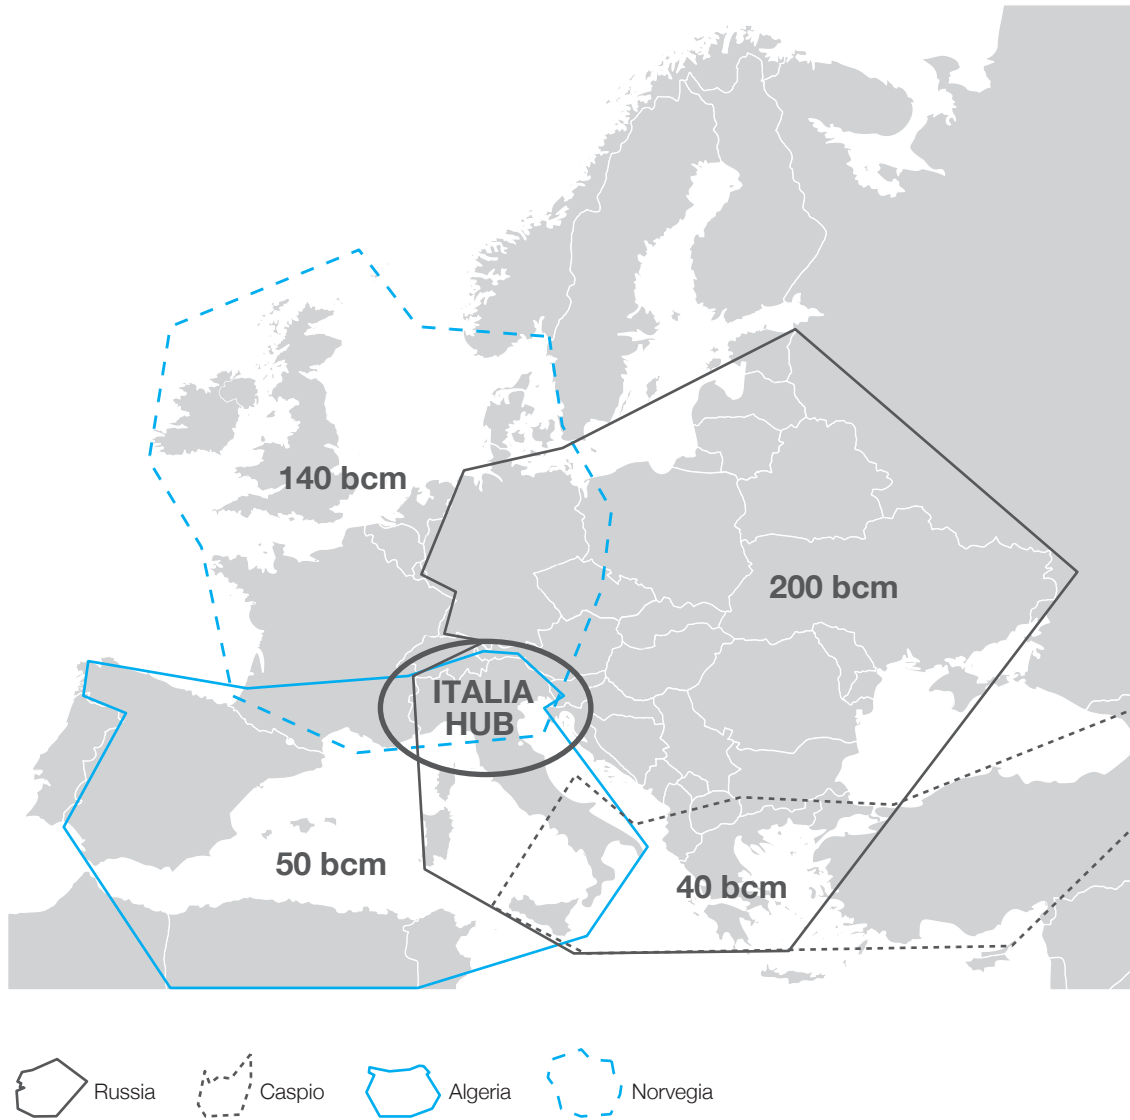 140 bcm
200 bcm
ITALIA
HUB
50 bcm
40 bcm
Russia
Caspio
Algeria
Norvegia